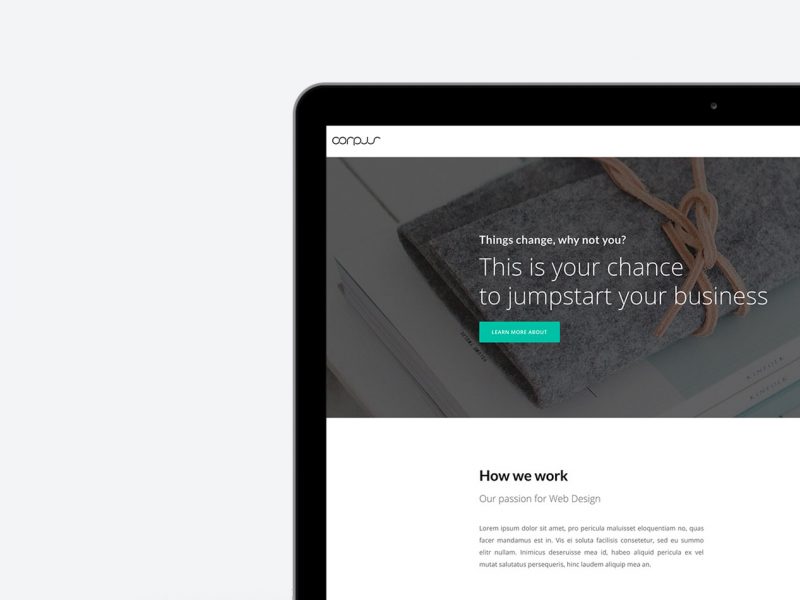 corpus
Things change, why not you?
This is your chance
to jumpstart your business
LEARN MORE ABOUT
KINFOLK
KINFOLK
How we work
Our passion for Web Design
Lorem ipsum dolor sit amet, pro pericula maluisset eloquentiam no, quas
facer mandamus est in. Vis ei soluta facilisis consetetur, sed eu summo
elitr nullam. Inimicus deseruisse mea id, habeo aliquid pericula ex vel
mutat salutatus persequeris, hinc laudem aliquip mea an.